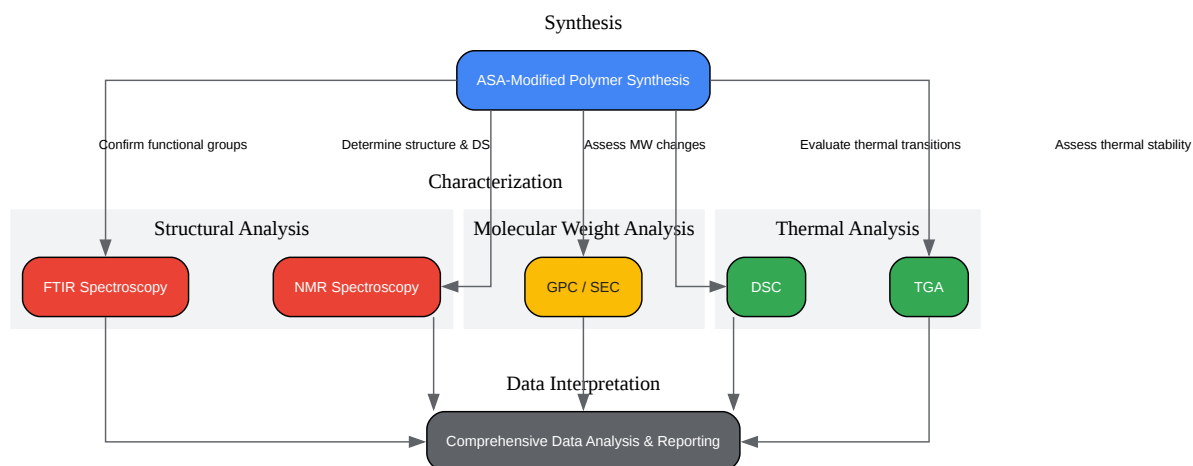 Synthesis
ASA-Modified Polymer Synthesis
Confirm functional groups
Determine structure & DS
Assess MW changes
Evaluate thermal transitions
Assess thermal stability
Characterization
Structural Analysis
Molecular Weight Analysis
Thermal Analysis
FTIR Spectroscopy
NMR Spectroscopy
GPC / SEC
DSC
TGA
Data Interpretation
Comprehensive Data Analysis & Reporting